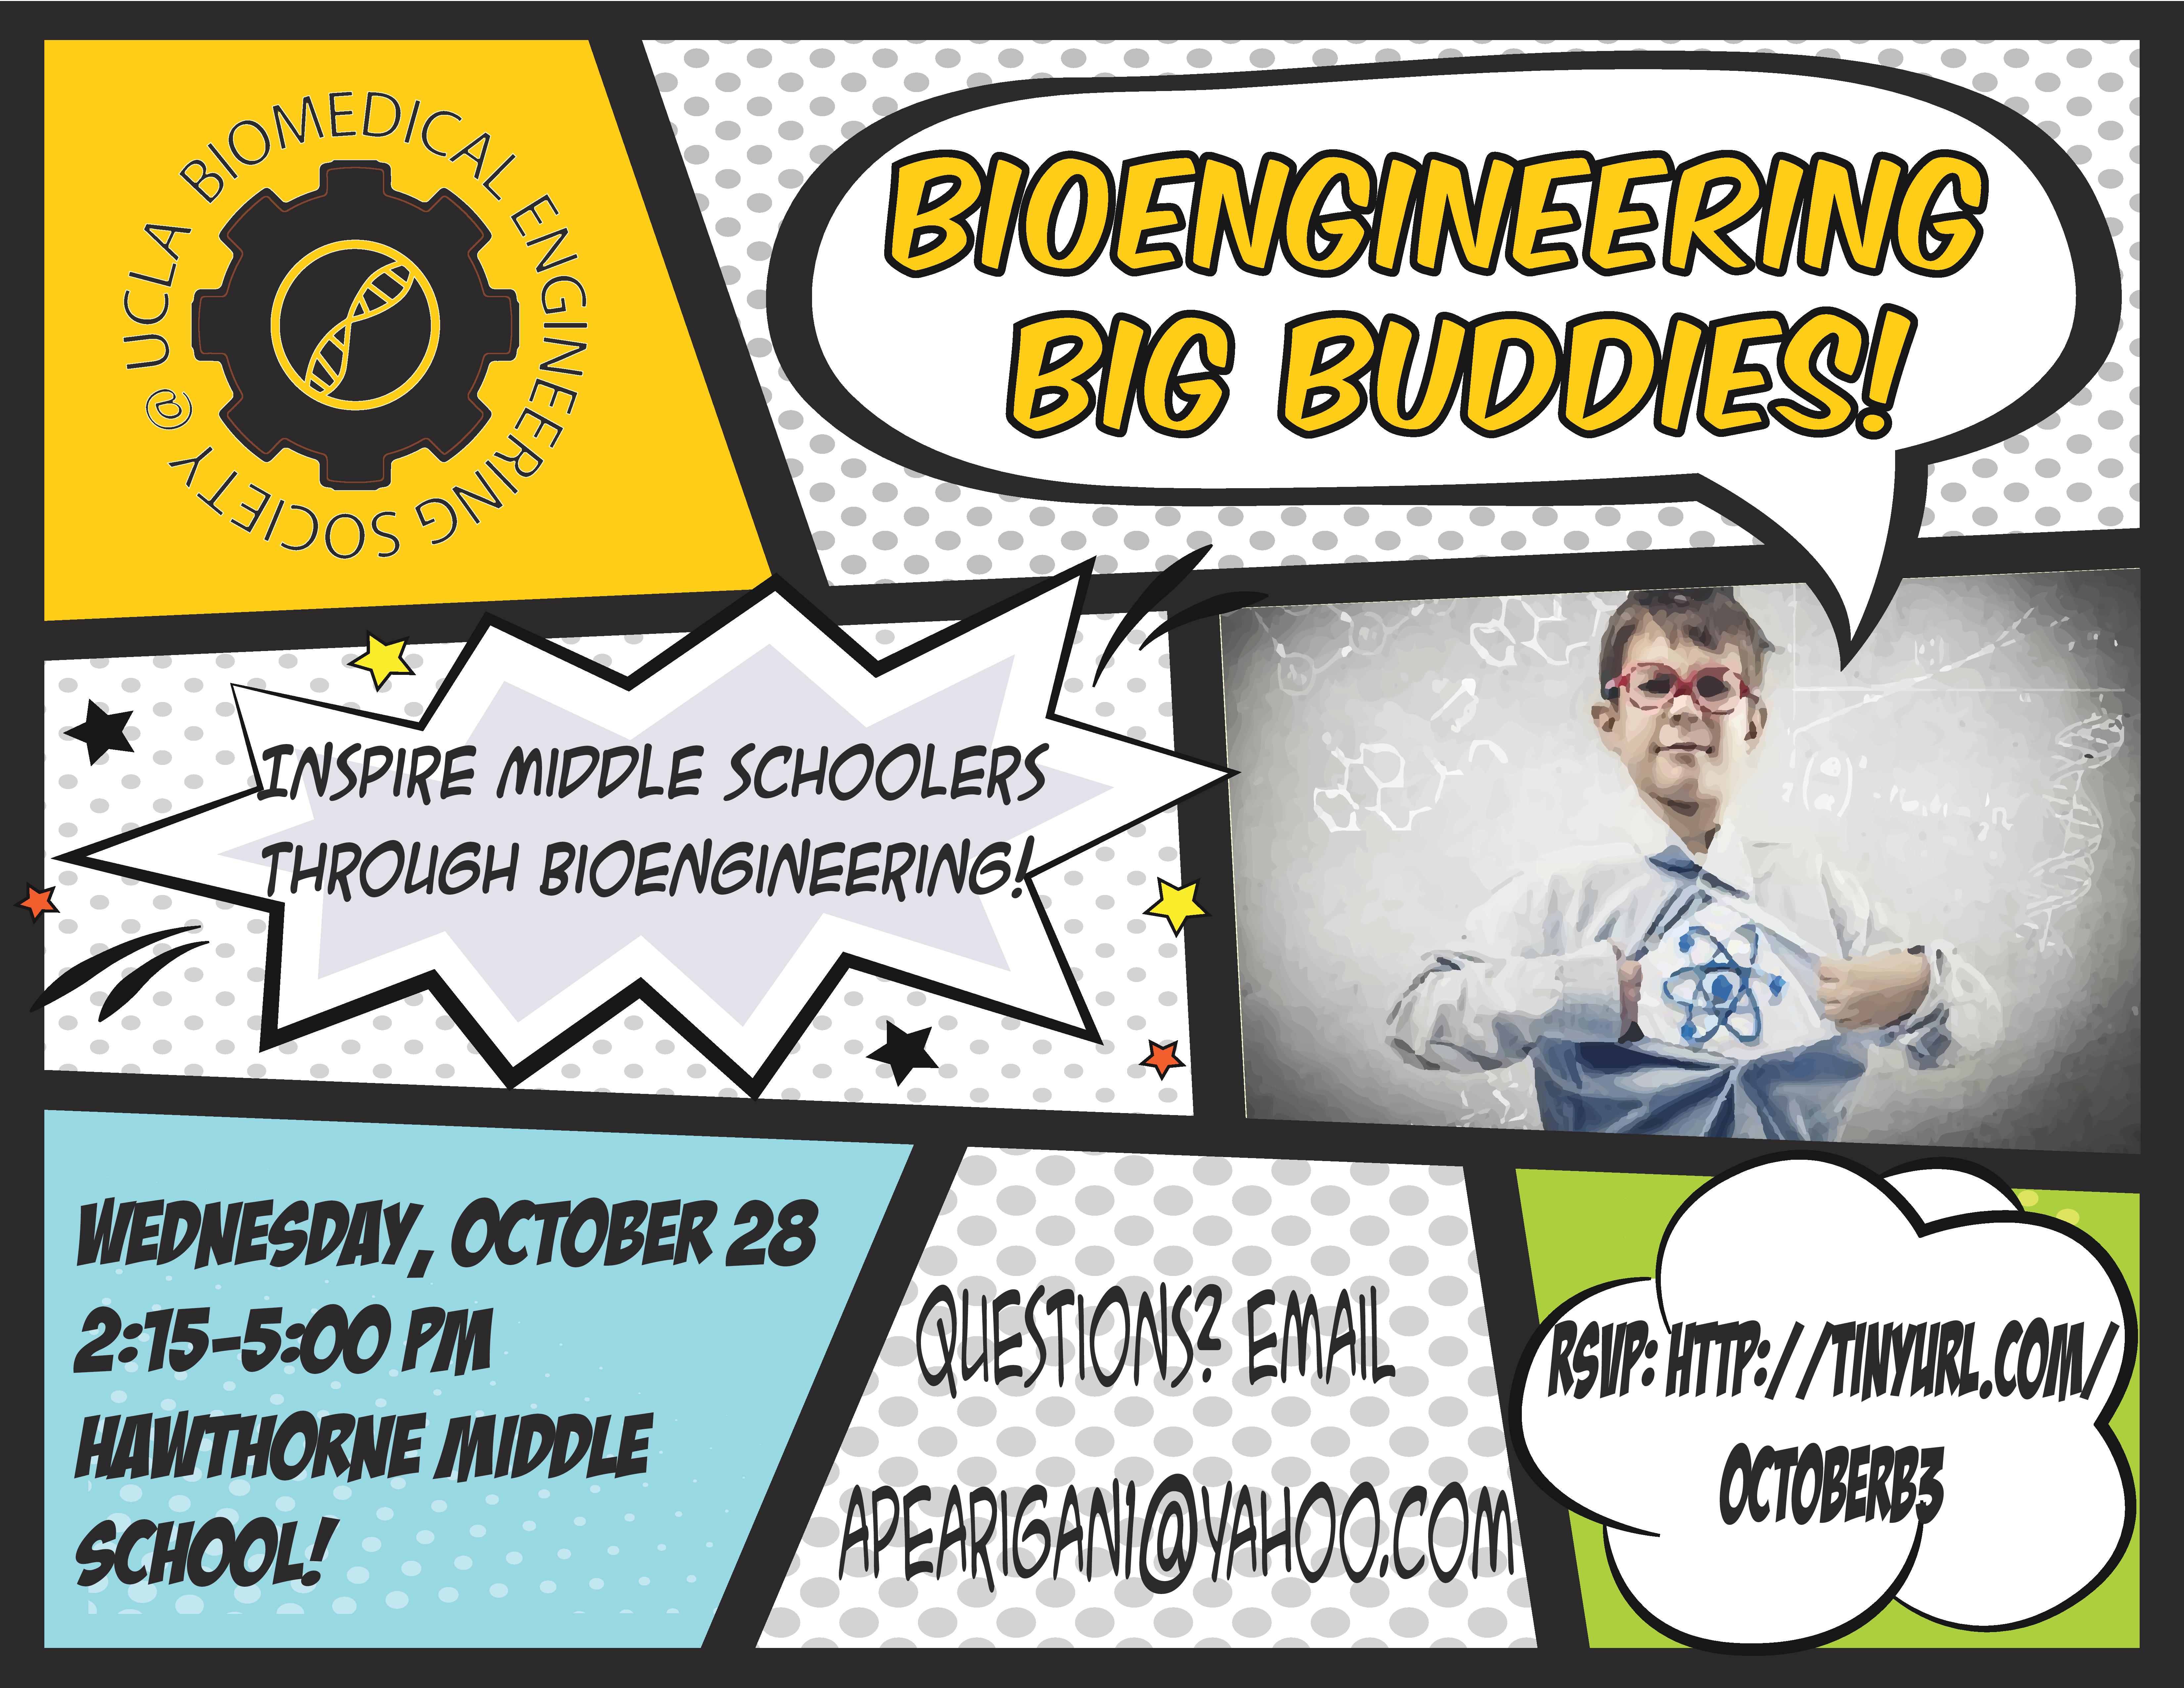 UCLA BIOMEDICAL ENGINEERING SOCIETY @
BIOENGINEERING
BIG BUDDIES!
INSPIRE MIDDLE SCHOOLERS
THROUGH BIOENGINEERING!
WEDNESDAY, OCTOBER 28
2:15-5:00 PM
HAWTHORNE MIDDLE
SCHOOL!
QUESTIONS? EMAIL
APEARIGAN1@YAHOO.COM
RSVP: HTTP://TINYURL.COM/
OCTOBERB3